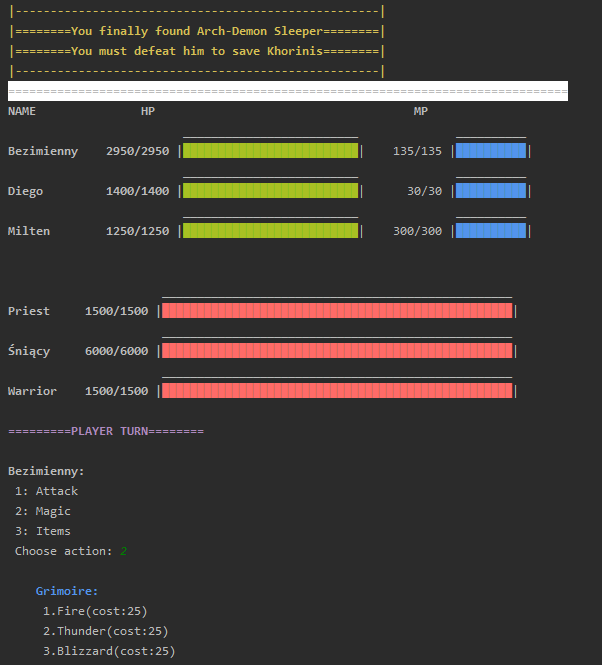 |----------------------------------------------------|
|========You finally found Arch-Demon Sleeper========|
|========You must defeat him to save Khorinis========|
|----------------------------------------------------|
================================================================================
NAME HP MP
Bezimienny 2950/2950 | | 135/135 | |
Diego 1400/1400 | | 30/30 | |
Milten 1250/1250 | | 300/300 | |
Priest 1500/1500 | |
Śniący 6000/6000 | |
Warrior 1500/1500 | |
=========PLAYER TURN========
Bezimienny:
1: Attack
2: Magic
3: Items
Choose action: 2
Grimoire:
1.Fire(cost:25)
2.Thunder(cost:25)
3.Blizzard(cost:25)